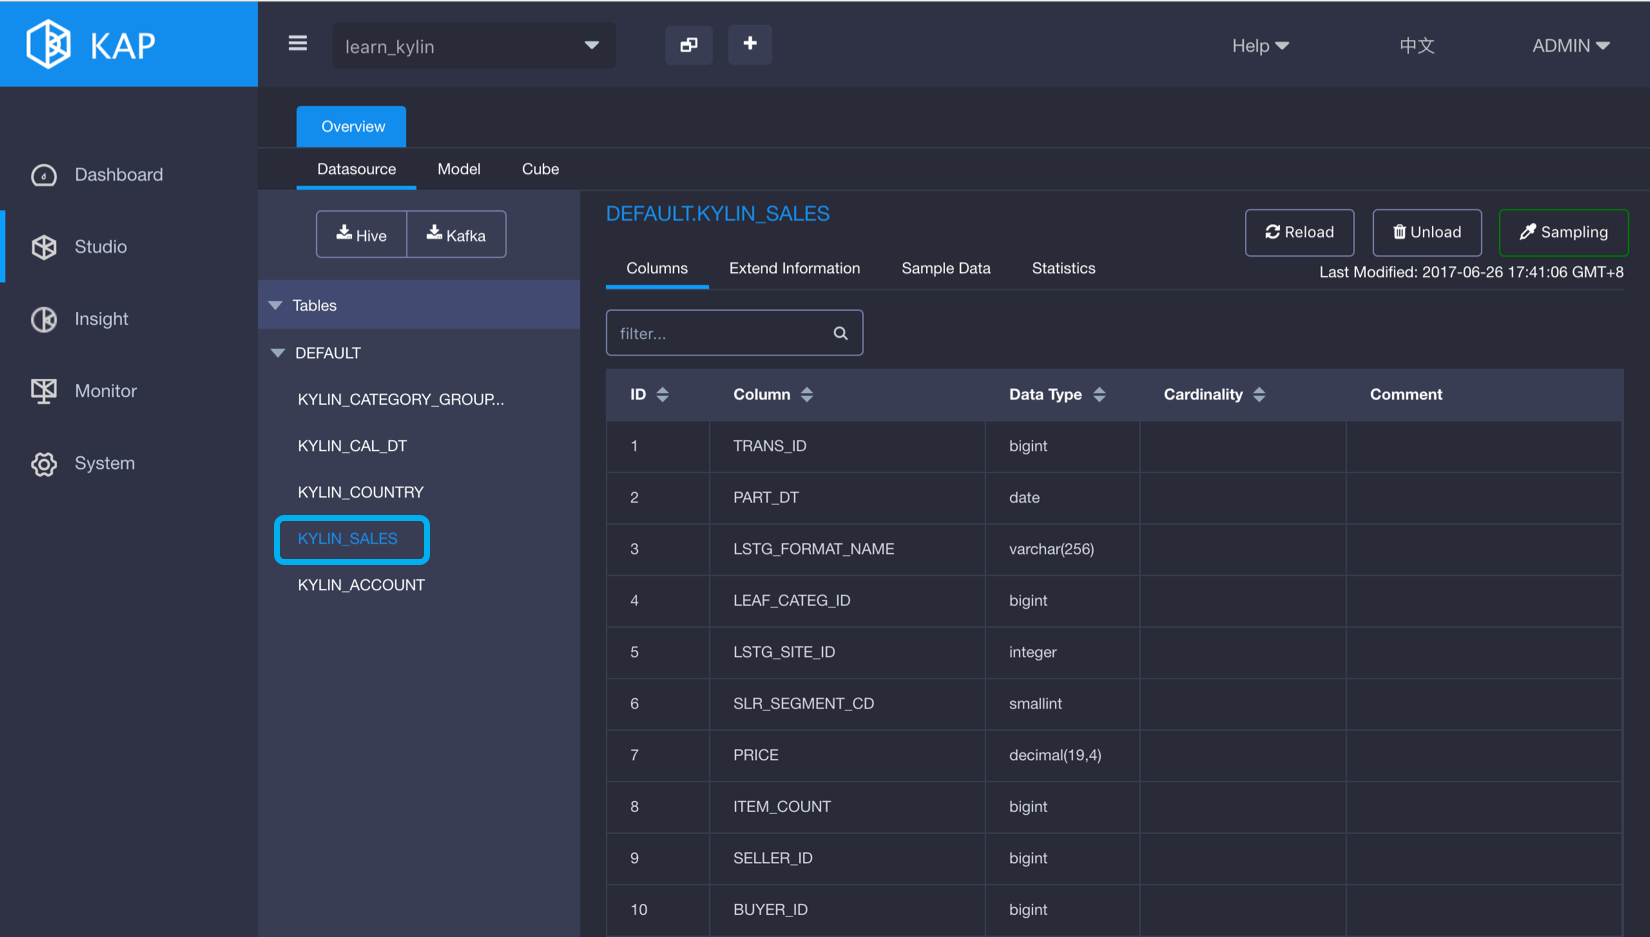 KAP
learn_kylin
Help
中文
ADMIN
Dashboard
Studio
Insight
Monitor
System
Overview
Datasource Model Cube
Hive Kafka
Tables
DEFAULT
KYLIN_CATEGORY_GROUP...
KYLIN_CAL_DT
KYLIN_COUNTRY
KYLIN_SALES
KYLIN_ACCOUNT
DEFAULT.KYLIN_SALES
Reload Unload Sampling
Last Modified: 2017-06-26 17:41:06 GMT+8
Columns Extend Information Sample Data Statistics
filter...
ID Column Data Type Cardinality Comment
1 TRANS_ID bigint
2 PART_DT date
3 LSTG_FORMAT_NAME varchar(256)
4 LEAF_CATEG_ID bigint
5 LSTG_SITE_ID integer
6 SLR_SEGMENT_CD smallint
7 PRICE decimal(19,4)
8 ITEM_COUNT bigint
9 SELLER_ID bigint
10 BUYER_ID bigint